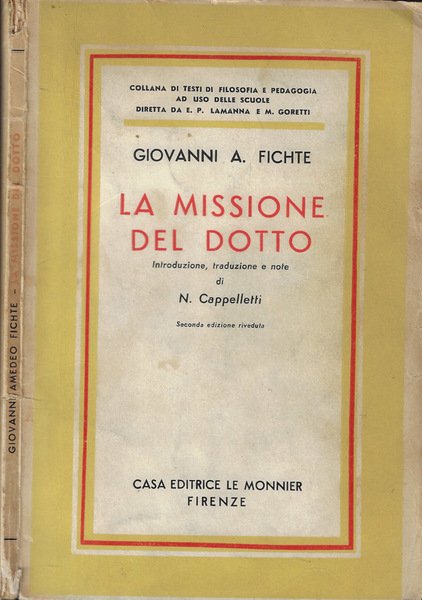 COLLANA DI TESTI DI FILOSOFIA E PEDAGOGIA
AD USO DELLE SCUOLE
DIRETTA DA E. P. LAMANNA E M. GORETTI
GIOVANNI A. FICHTE
LA MISSIONE
DEL DOTTO
Introduzione, traduzione e note
di
N. Cappelletti
Seconda edizione riveduta
CASA EDITRICE LE MONNIER
FIRENZE
GIOVANNI AMEDEO FICHTE – LA MISSIONE DEL DOTTO